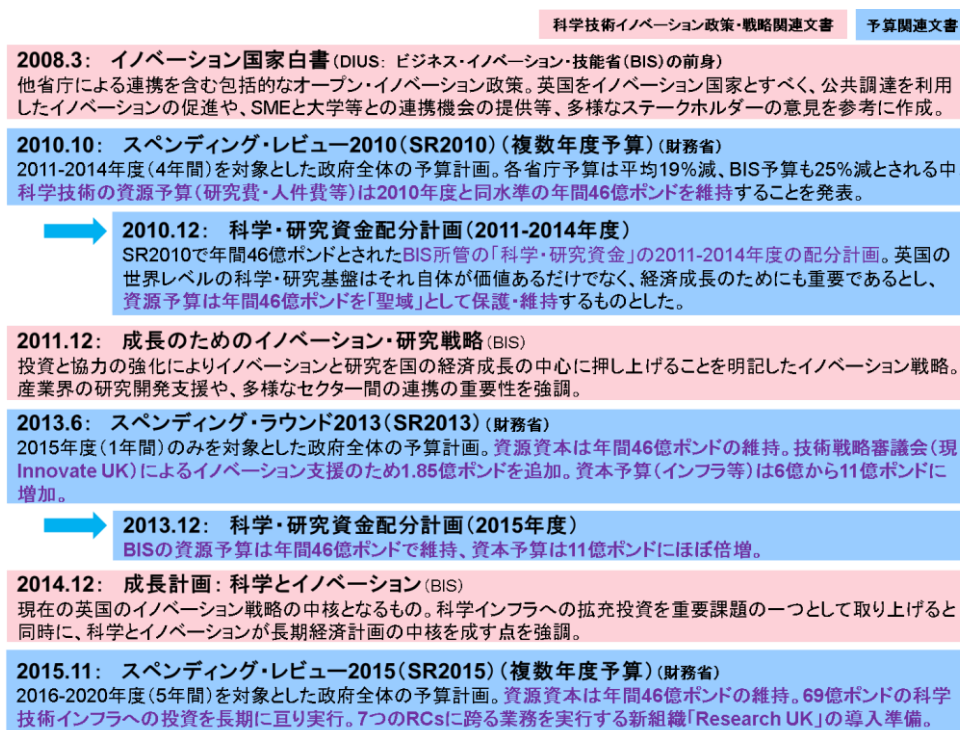 科学技術イノベーション政策・戦略関連文書
予算関連文書
2008.3： イノベーション国家白書（DIUS： ビジネス・イノベーション・技能省（BIS）の前身）
他省庁による連携を含む包括的なオープン・イノベーション政策。英国をイノベーション国家とすべく、公共調達を利用
したイノベーションの促進や、SMEと大学等との連携機会の提供等、多様なステークホルダーの意見を参考に作成。
2010.10： スペンディング・レビュー2010（SR2010）（複数年度予算）（財務省）
2011-2014年度（4年間）を対象とした政府全体の予算計画。各省庁予算は平均19%減、BIS予算も25%減とされる中
科学技術の資源予算（研究費・人件費等）は2010年度と同水準の年間46億ポンドを維持することを発表。
2010.12： 科学・研究資金配分計画（2011-2014年度）
SR2010で年間46億ポンドとされたBIS所管の「科学・研究資金」の2011-2014年度の配分計画。英国の
世界レベルの科学・研究基盤はそれ自体が価値あるだけでなく、経済成長のためにも重要であるとし、
資源予算は年間46億ポンドを「聖域」として保護・維持するものとした。
2011.12： 成長のためのイノベーション・研究戦略（BIS）
投資と協力の強化によりイノベーションと研究を国の経済成長の中心に押し上げることを明記したイノベーション戦略。
産業界の研究開発支援や、多様なセクター間の連携の重要性を強調。
2013.6： スペンディング・ラウンド2013（SR2013）（財務省）
2015年度（1年間）のみを対象とした政府全体の予算計画。資源資本は年間46億ポンドの維持。技術戦略審議会（現
Innovate UK）によるイノベーション支援のため1.85億ポンドを追加。資本予算（インフラ等）は6億から11億ポンドに
増加。
2013.12： 科学・研究資金配分計画（2015年度）
BISの資源予算は年間46億ポンドで維持、資本予算は11億ポンドにほぼ倍増。
2014.12： 成長計画：科学とイノベーション（BIS）
現在の英国のイノベーション戦略の中核となるもの。科学インフラへの拡充投資を重要課題の一つとして取り上げると
同時に、科学とイノベーションが長期経済計画の中核を成す点を強調。
2015.11： スペンディング・レビュー2015（SR2015）（複数年度予算）（財務省）
2016-2020年度（5年間）を対象とした政府全体の予算計画。資源資本は年間46億ポンドの維持。69億ポンドの科学
技術インフラへの投資を長期に亘り実行。7つのRCsに跨る業務を実行する新組織「Research UK」の導入準備。